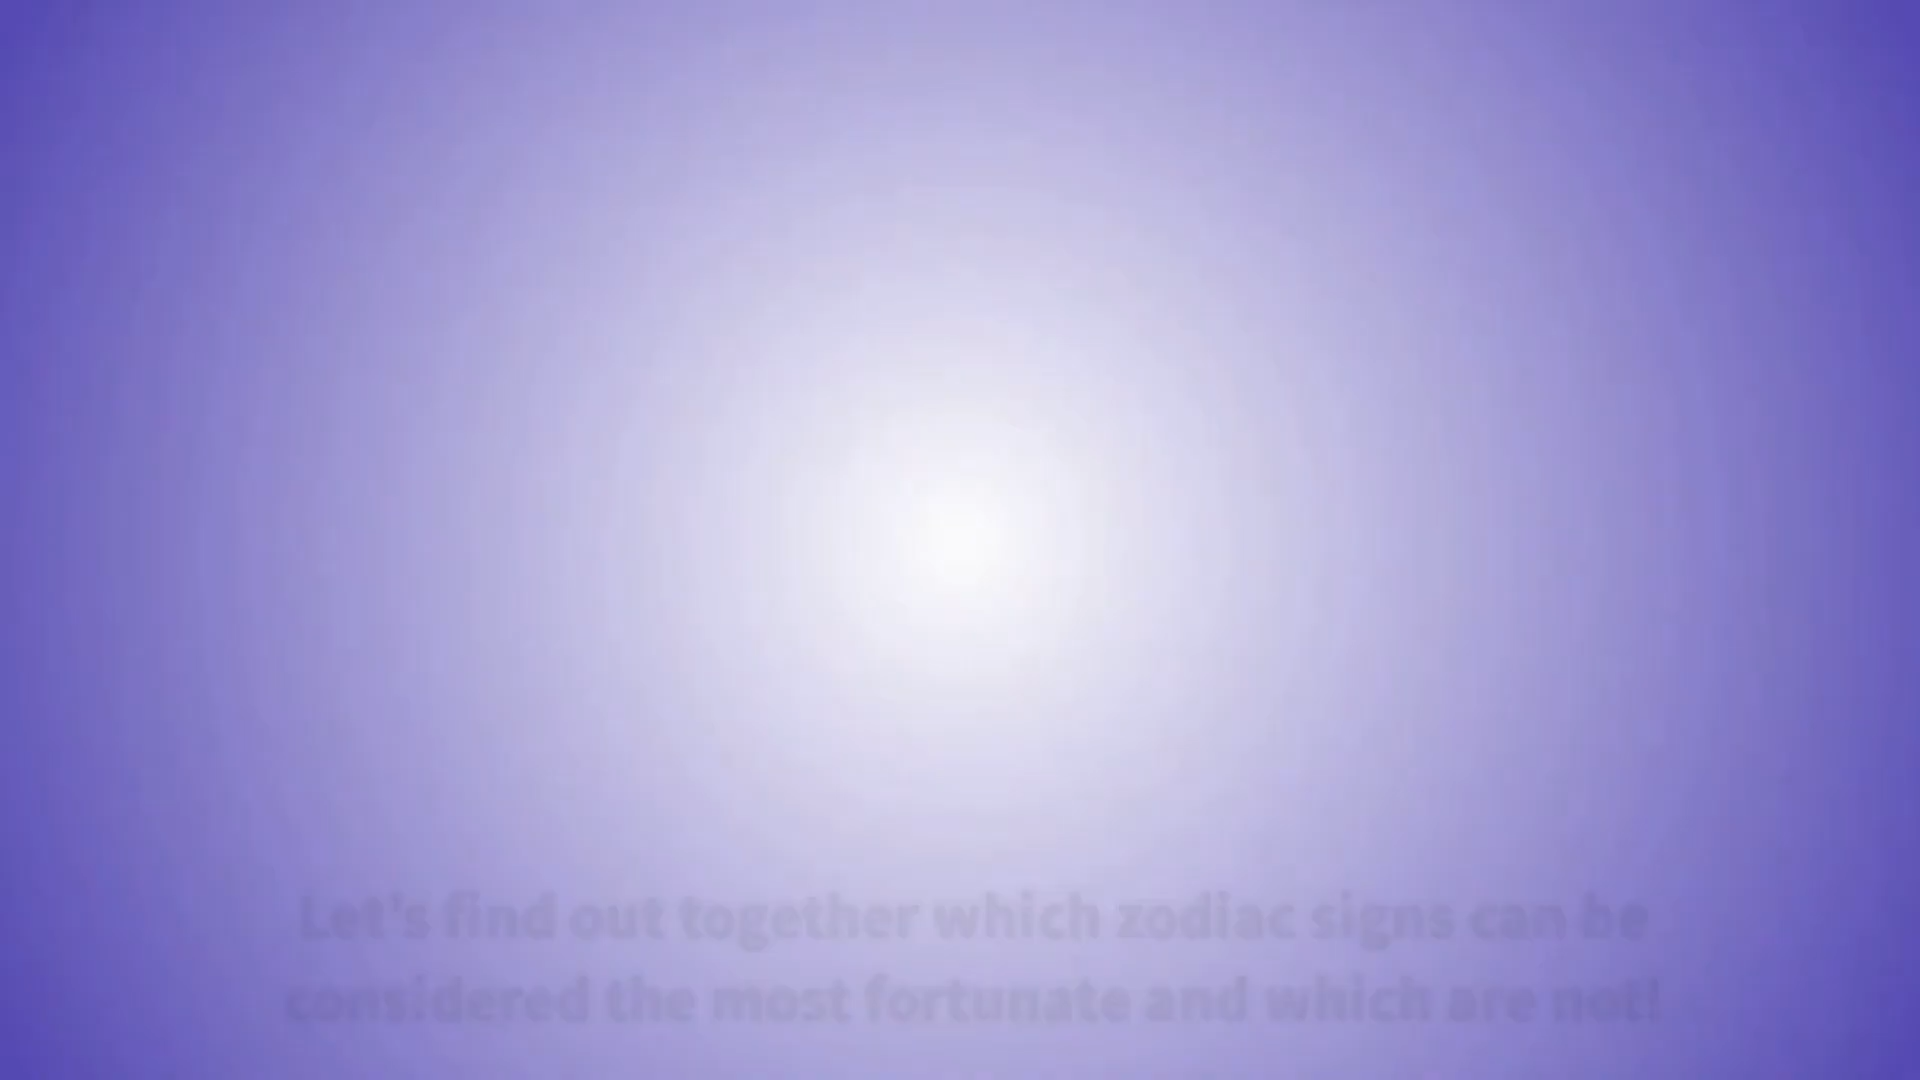 Let's find out together which zodiac signs can be
considered the most fortunate and which are not!